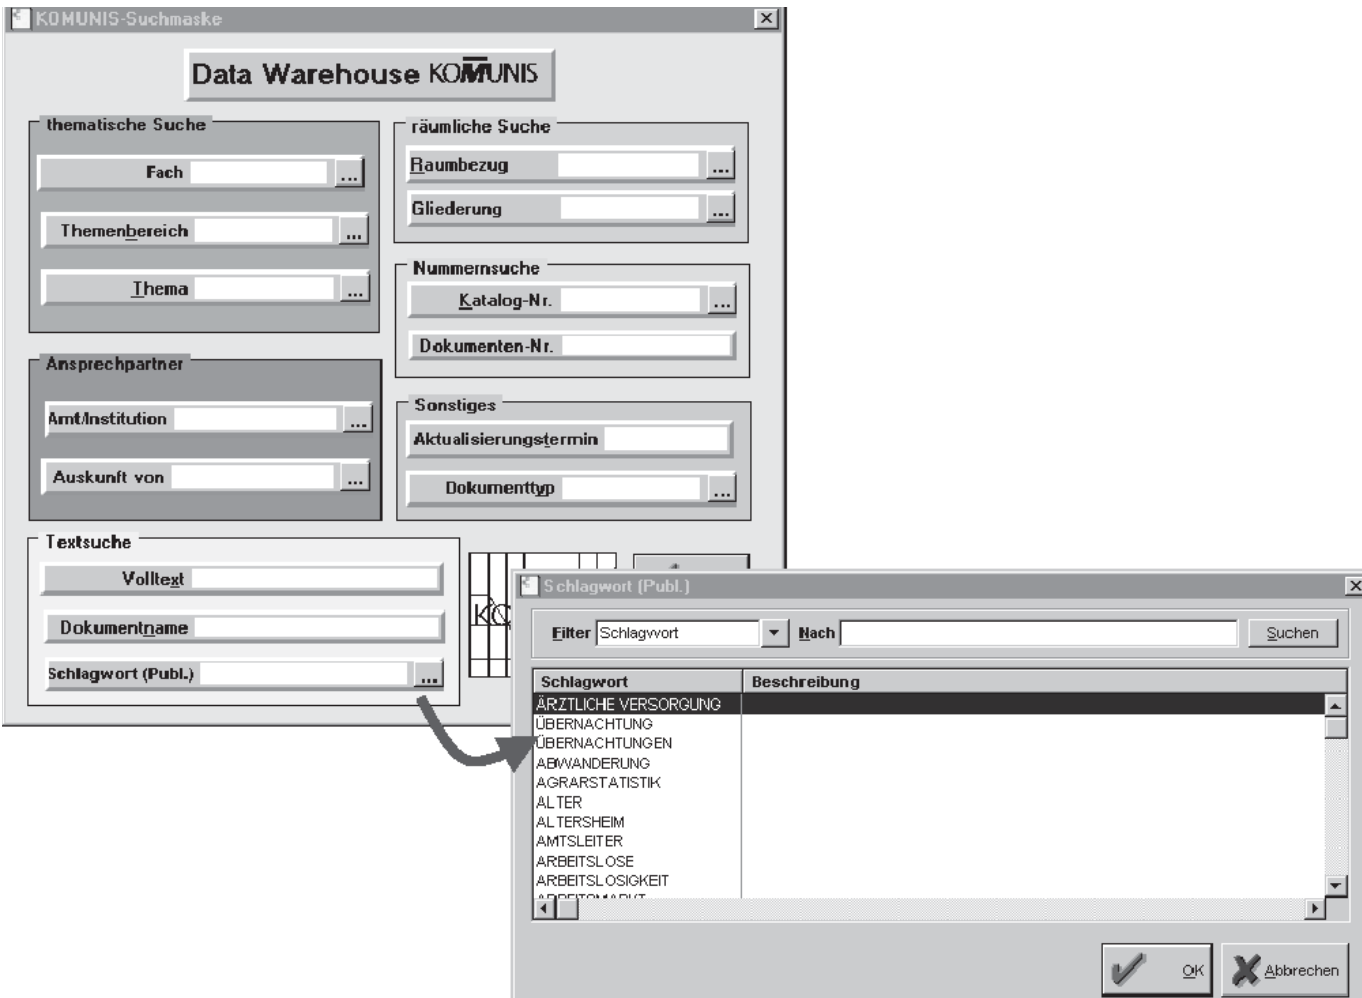 KOMUNIS-Suchmaske
Data Warehouse KOMUNIS
thematische Suche
Fach ...
Themenbereich ...
Thema ...
räumliche Suche
Raumbezug ...
Gliederung ...
Nummernsuche
Katalog-Nr. ...
Dokumenten-Nr.
Ansprechpartner
Amt/Institution ...
Auskunft von ...
Sonstiges
Aktualisierungstermin
Dokumenttyp ...
Textsuche
Volltext
Dokumentname
Schlagwort (Publ.) ...
Schlagwort (Publ.)
Filter Schlagwort Nach Suchen
Schlagwort Beschreibung
ÄRZTLICHE VERSORGUNG
ÜBERNACHTUNG
ÜBERNACHTUNGEN
ABWANDERUNG
AGRARSTATISTIK
ALTER
ALTERSHEIM
AMTSLEITER
ARBEITSLOSE
ARBEITSLOSIGKEIT
OK Abbrechen